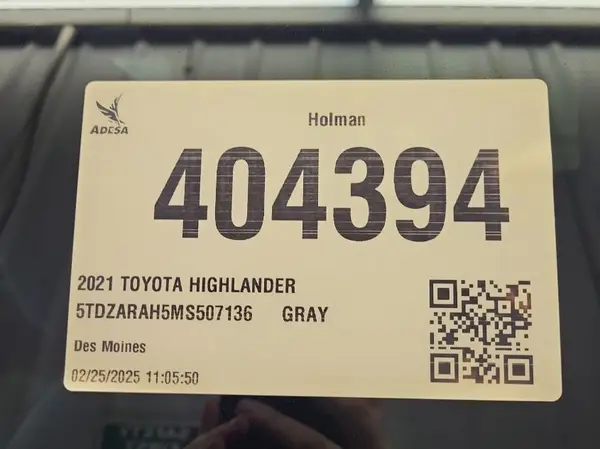 ADESA
Holman
404394
2021 TOYOTA HIGHLANDER
5TDZARAH5MS507136 GRAY
Des Moines
02/25/2025 11:05:50